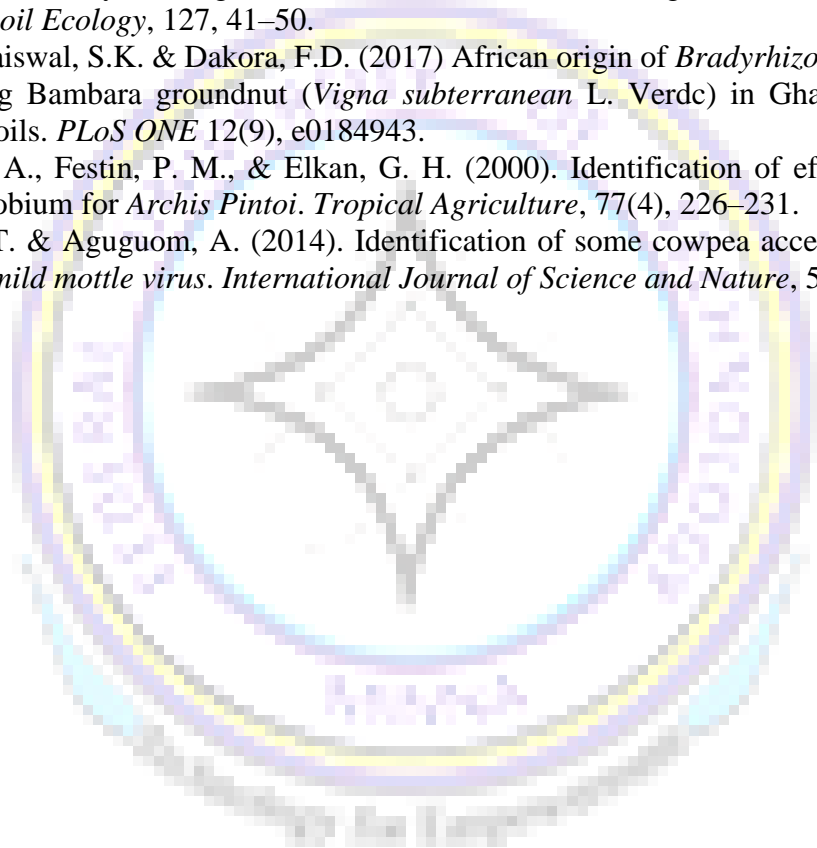 oil Ecology, 127, 41–50.
aiswal, S.K. & Dakora, F.D. (2017) African origin of Bradyrhizo
g Bambara groundnut (Vigna subterranean L. Verdc) in Gha
oils. PLoS ONE 12(9), e0184943.
A., Festin, P. M., & Elkan, G. H. (2000). Identification of ef
obium for Archis Pintoi. Tropical Agriculture, 77(4), 226–231.
T. & Aguguom, A. (2014). Identification of some cowpea acce
mild mottle virus. International Journal of Science and Nature, 5